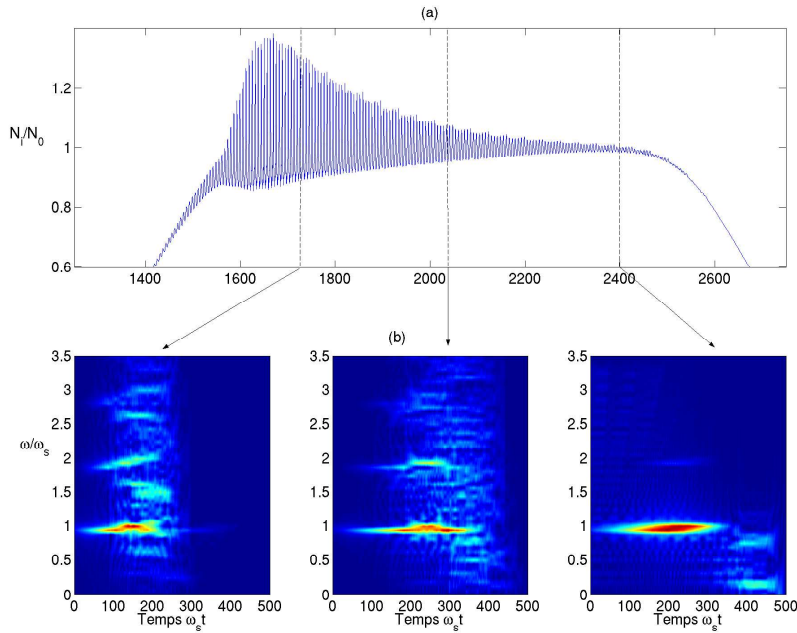 (a)
1.2
1
0.8
0.6
N_i/N_0
1400 1600 1800 2000 2200 2400 2600
(b)
3.5 3.5 3.5
3 3 3
2.5 2.5 2.5
2 2 2
ω/ω_s
1.5 1.5 1.5
1 1 1
0.5 0.5 0.5
0 0 0
0 100 200 300 400 500 0 100 200 300 400 500 0 100 200 300 400 500
Temps ω_s t Temps ω_s t Temps ω_s t